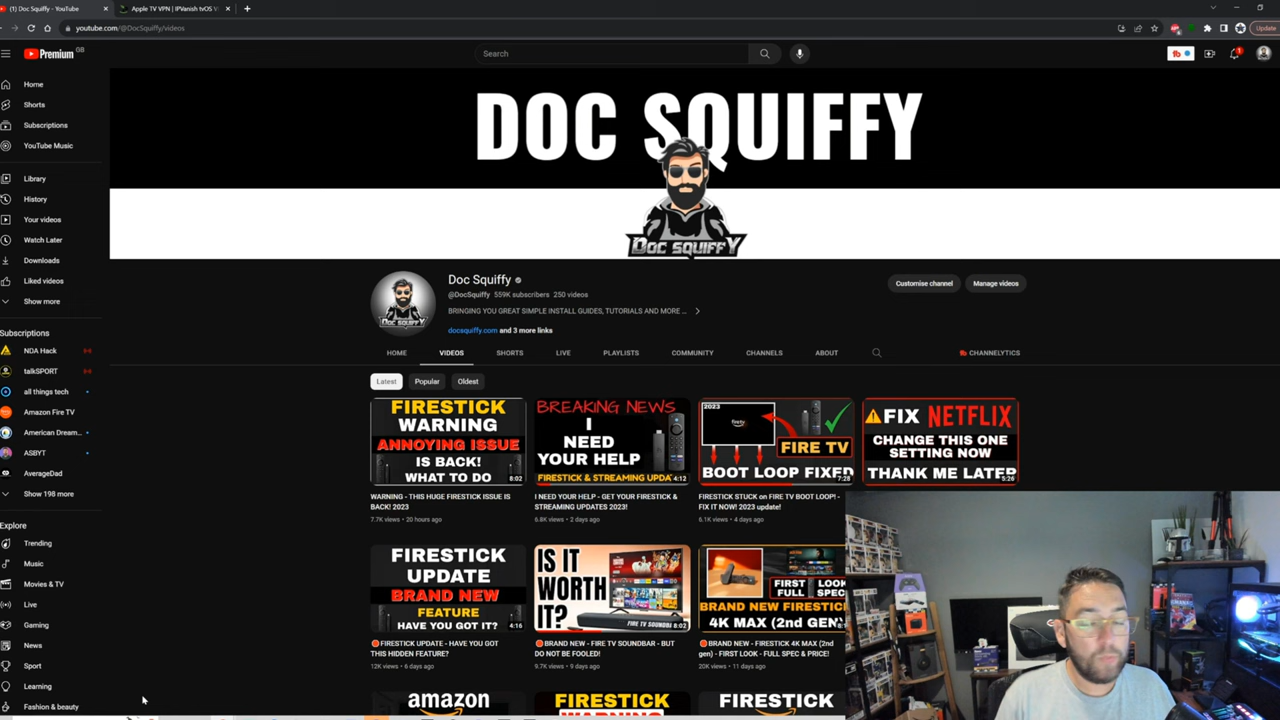 (1) Doc Squiffy - YouTube
Apple TV VPN | IPVanish tvOS V
youtube.com/@DocSquiffy/videos
Update
Premium GB
Search
Home
Shorts
Subscriptions
YouTube Music
Library
History
Your videos
Watch Later
Downloads
Liked videos
Show more
Subscriptions
NDA Hack
talkSPORT
all things tech
Amazon Fire TV
American Dream...
ASBYT
AverageDad
Show 198 more
Explore
Trending
Music
Movies & TV
Live
Gaming
News
Sport
Learning
Fashion & beauty
DOC SQUIFFY
DOC SQUIFFY
Doc Squiffy
@DocSquiffy 559K subscribers 250 videos
BRINGING YOU GREAT SIMPLE INSTALL GUIDES, TUTORIALS AND MORE ...
docsquiffy.com and 3 more links
Customise channel
Manage videos
HOME
VIDEOS
SHORTS
LIVE
PLAYLISTS
COMMUNITY
CHANNELS
ABOUT
CHANNELYTICS
Latest
Popular
Oldest
FIRESTICK
WARNING
ANNOYING ISSUE
IS BACK!
WHAT TO DO
8:02
WARNING - THIS HUGE FIRESTICK ISSUE IS
BACK! 2023
7.7K views • 20 hours ago
BREAKING NEWS
I
NEED
YOUR HELP
FIRESTICK & STREAMING UPDA
4:12
I NEED YOUR HELP - GET YOUR FIRESTICK &
STREAMING UPDATES 2023!
6.8K views • 2 days ago
2023
firetv
FIRE TV
BOOT LOOP FIXED
7:28
FIRESTICK STUCK on FIRE TV BOOT LOOP! -
FIX IT NOW! 2023 update!
6.1K views • 4 days ago
FIX NETFLIX
CHANGE THIS ONE
SETTING NOW
THANK ME LATER
5:26
FIRESTICK
UPDATE
BRAND NEW
FEATURE
HAVE YOU GOT IT?
4:16
FIRESTICK UPDATE - HAVE YOU GOT
THIS HIDDEN FEATURE?
12K views • 6 days ago
IS IT
WORTH
IT?
FIRE TV SOUNDBAR
8:02
BRAND NEW - FIRE TV SOUNDBAR - BUT
DO NOT BE FOOLED!
9.7K views • 9 days ago
FIRST LOOK
FULL SPEC
BRAND NEW FIRESTICK
4K MAX (2nd GEN)
BRAND NEW - FIRESTICK 4K MAX (2nd
gen) - FIRST LOOK - FULL SPEC & PRICE!
20K views • 11 days ago
amazon
FIRESTICK
WARNING
FIRESTICK